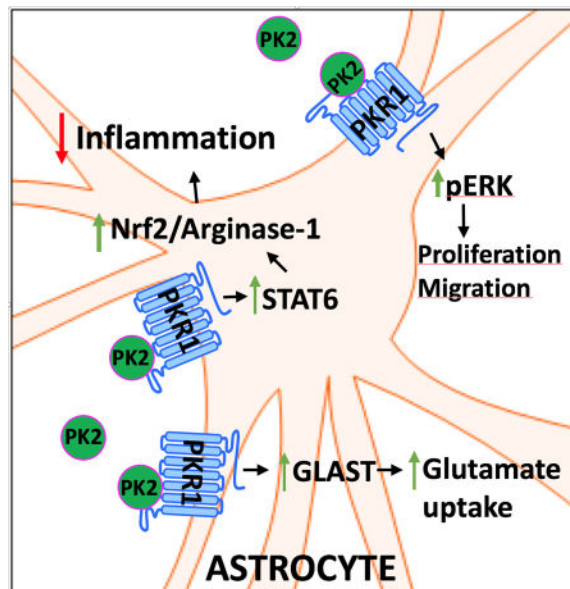 PK2
PK2
PKR1
Inflammation
pERK
Nrf2/Arginase-1
Proliferation
Migration
PKR1
STAT6
PK2
PK2
PKR1
PK2
GLAST
Glutamate
uptake
ASTROCYTE